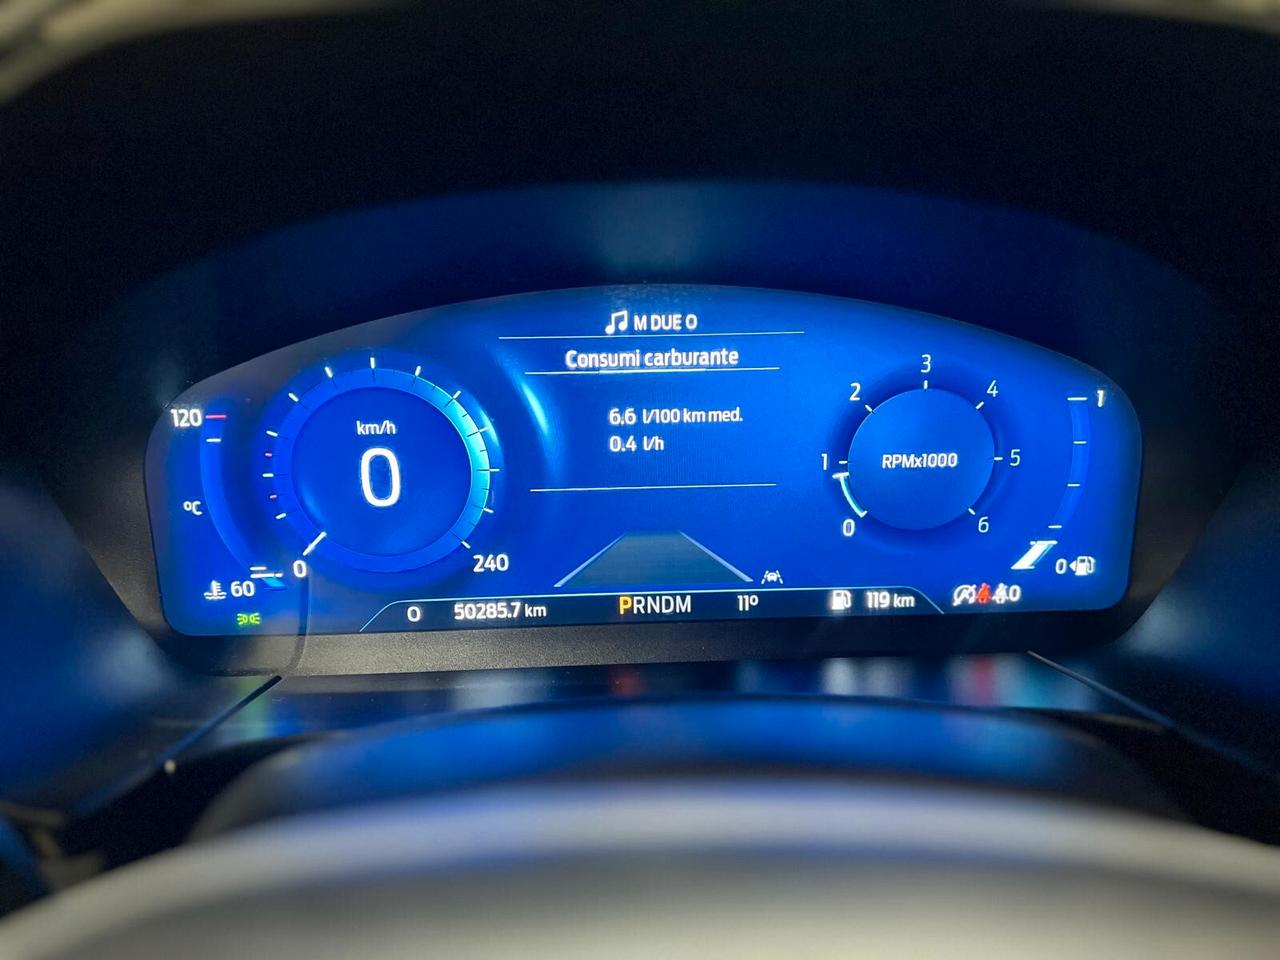 M DUE O
Consumi carburante
6.6 l/100 km med.
0.4 l/h
120
°C
60
km/h
0
0
240
RPMx1000
0
1
2
3
4
5
6
1
0
0
50285.7 km
PRNDM
11°
119 km
0